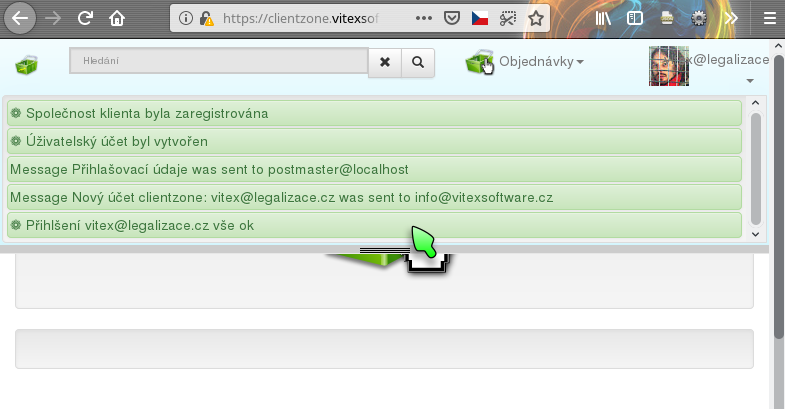 https://clientzone.vitexsof
Hledání
Objednávky
x@legalizace
❁ Společnost klienta byla zaregistrována
❁ Úživatelský účet byl vytvořen
Message Přihlašovací údaje was sent to postmaster@localhost
Message Nový účet clientzone: vitex@legalizace.cz was sent to info@vitexsoftware.cz
❁ Přihlšení vitex@legalizace.cz vše ok